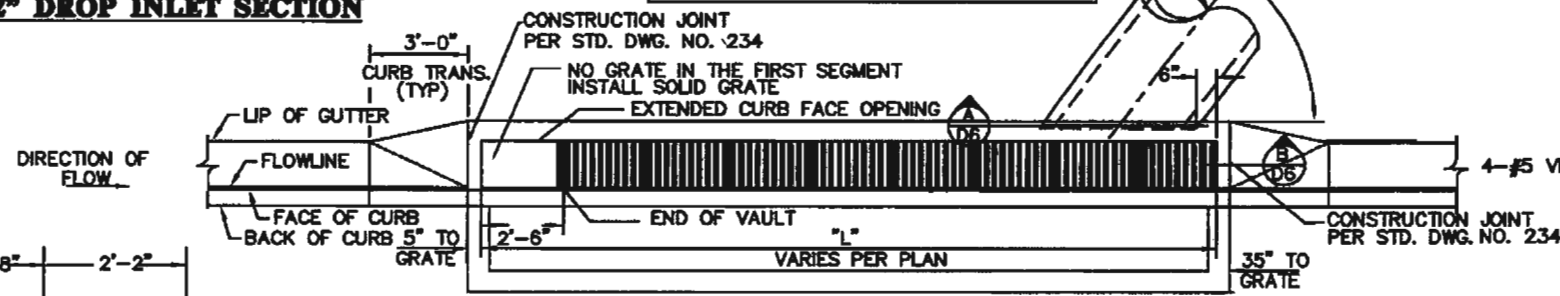 2" DROP INLET SECTION
CONSTRUCTION JOINT
PER STD. DWG. NO. 234
3'-0"
CURB TRANS.
(TYP)
NO GRATE IN THE FIRST SEGMENT
INSTALL SOLID GRATE
6"
EXTENDED CURB FACE OPENING
A
D6
LIP OF GUTTER
DIRECTION OF
FLOW
FLOWLINE
B
D6
4-#5
FACE OF CURB
BACK OF CURB
END OF VAULT
CONSTRUCTION JOINT
PER STD. DWG. NO. 234
5" TO
GRATE
2'-6"
"L"
VARIES PER PLAN
35" TO
GRATE
8"
2'-2"